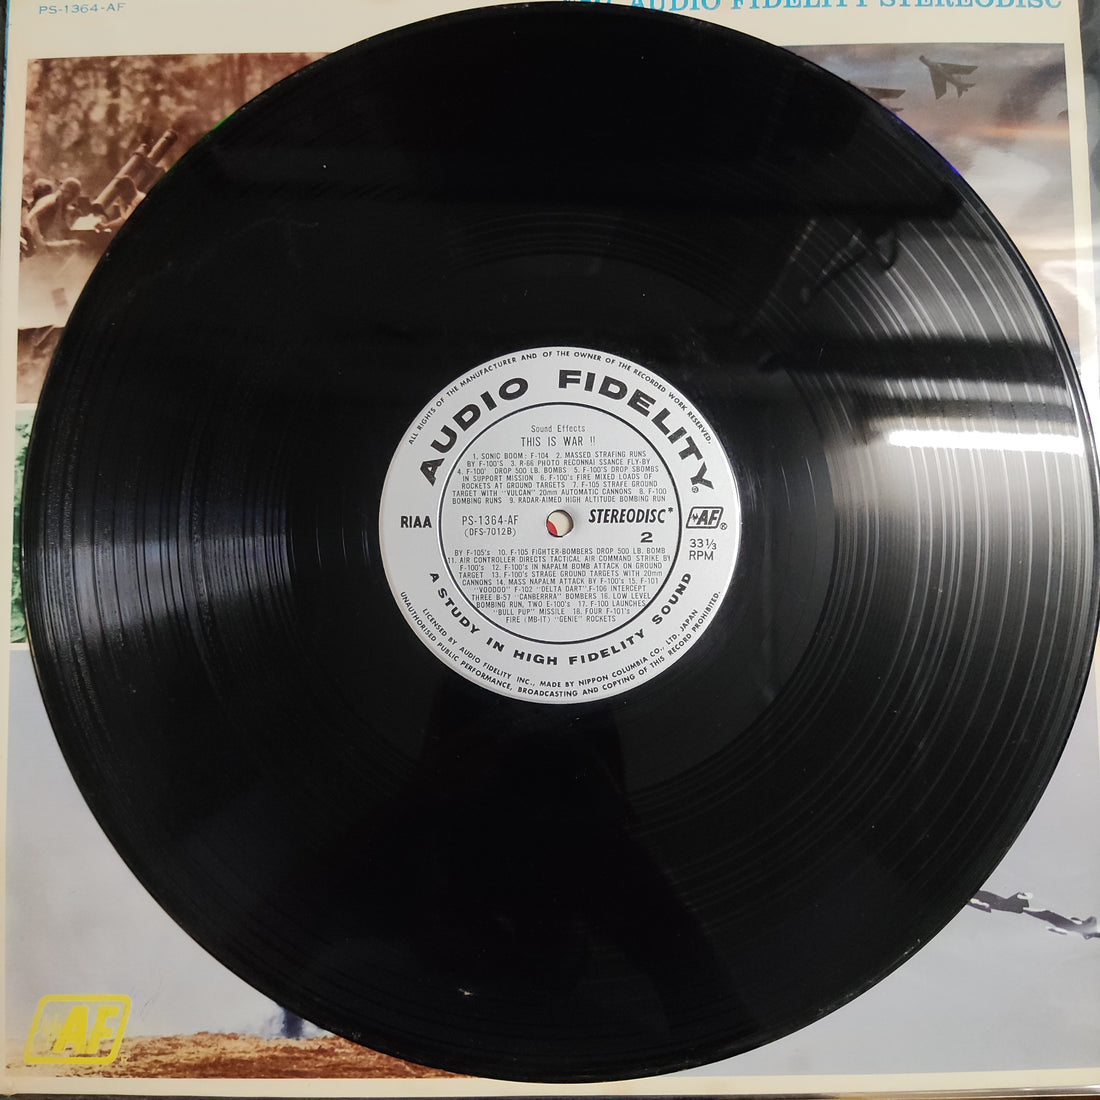 PS-1364-AF
AUDIO FIDELITY STEREODISC
ALL RIGHTS OF THE MANUFACTURER AND OF THE OWNER OF THE RECORDED WORK RESERVED.
AUDIO FIDELITY®
Sound Effects
THIS IS WAR !!
1. SONIC BOOM: F-104 2. MASSED STRAFING RUNS
BY F-100'S 3. R-66 PHOTO RECONNAI SSANCE FLY-BY
4. F-100' DROP 500 LB. BOMBS 5. F-100'S DROP SBOMBS
IN SUPPORT MISSION 6. F-100's FIRE MIXED LOADS OF
ROCKETS AT GROUND TARGETS 7. F-105 STRAFE GROUND
TARGET WITH "VULCAN" 20mm AUTOMATIC CANNONS 8. F-100
BOMBING RUNS 9. RADAR-AIMED HIGH ALTITUDE BOMBING RUN
RIAA
PS-1364-AF
(DFS-7012B)
STEREODISC*
2
AF®
33 1/3
RPM
BY F-105's 10. F-105 FIGHTER-BOMBERS DROP 500 LB. BOMB
11. AIR CONTROLLER DIRECTS TACTICAL AIR COMMAND STRIKE BY
F-100's 12. F-100's IN NAPALM BOMB ATTACK ON GROUND
TARGET 13. F-100's STRAGE GROUND TARGETS WITH 20mm
CANNONS 14. MASS NAPALM ATTACK BY F-100's 15. F-101
"VOODOO" F-102 "DELTA DART".F-106 INTERCEPT
THREE B-57 "CANBERRRA" BOMBERS 16. LOW LEVEL
BOMBING RUN, TWO F-100's 17. F-100 LAUNCHES
"BULL PUP" MISSILE 18. FOUR F-101's
FIRE (MB-IT) "GENIE" ROCKETS
A STUDY IN HIGH FIDELITY SOUND
LICENSED BY AUDIO FIDELITY INC., MADE BY NIPPON COLUMBIA CO., LTD. JAPAN
UNAUTHORISED PUBLIC PERFORMANCE, BROADCASTING AND COPYING OF THIS RECORD PROHIBITED.
AF